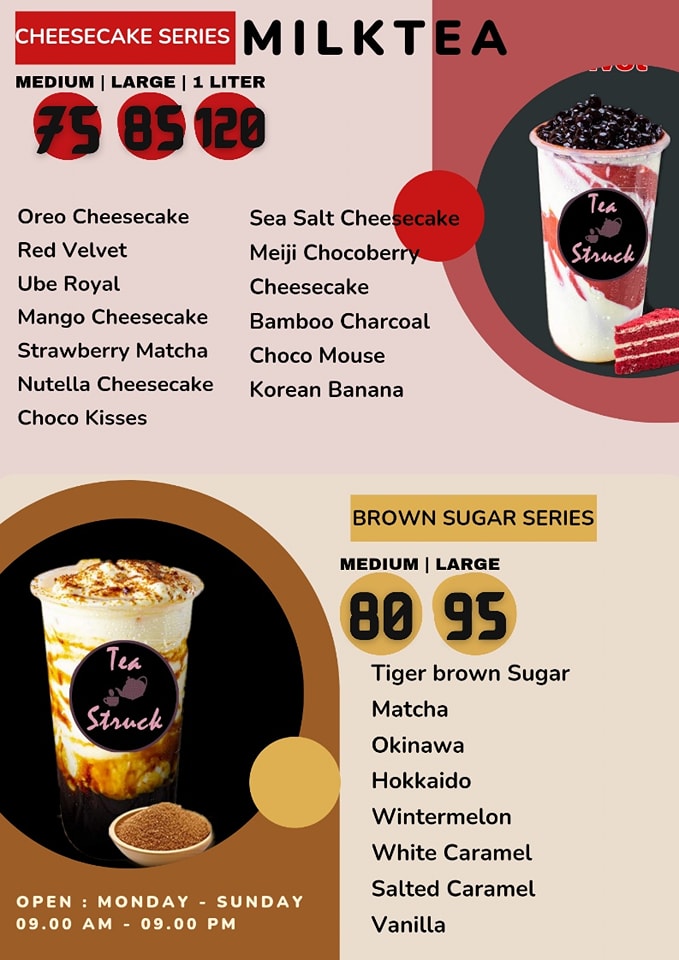 CHEESECAKE SERIES MILKTEA
MEDIUM | LARGE | 1 LITER
75 85 120
Oreo Cheesecake
Red Velvet
Ube Royal
Mango Cheesecake
Strawberry Matcha
Nutella Cheesecake
Choco Kisses
Sea Salt Cheesecake
Meiji Chocoberry
Cheesecake
Bamboo Charcoal
Choco Mouse
Korean Banana
Tea
Struck
BROWN SUGAR SERIES
MEDIUM | LARGE
80 95
Tiger brown Sugar
Matcha
Okinawa
Hokkaido
Wintermelon
White Caramel
Salted Caramel
Vanilla
Tea
Struck
OPEN : MONDAY - SUNDAY
09.00 AM - 09.00 PM